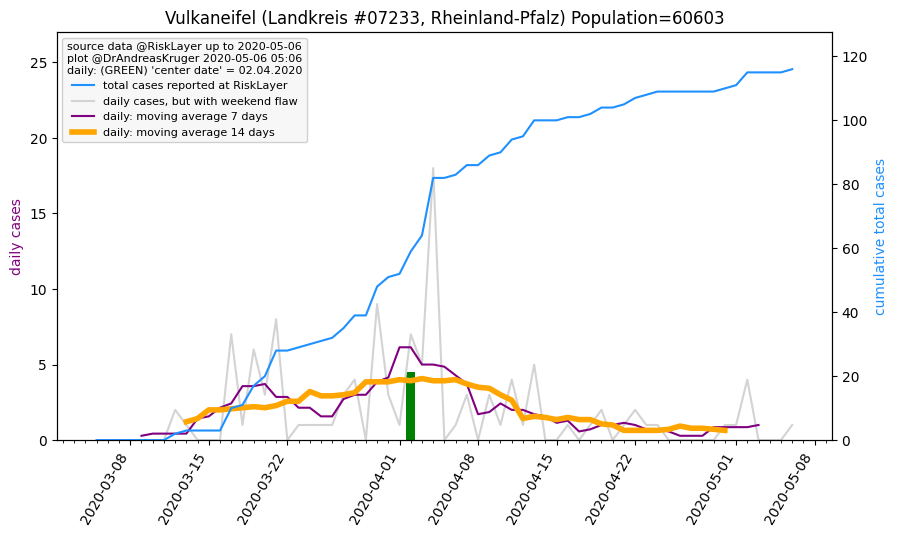 Vulkaneifel (Landkreis #07233, Rheinland-Pfalz) Population=60603
source data @RiskLayer up to 2020-05-06
plot @DrAndreasKruger 2020-05-06 05:06
daily: (GREEN) 'center date' = 02.04.2020
total cases reported at RiskLayer
daily cases, but with weekend flaw
daily: moving average 7 days
daily: moving average 14 days
daily cases
25
20
15
10
5
0
cumulative total cases
120
100
80
60
40
20
0
2020-03-08
2020-03-15
2020-03-22
2020-04-01
2020-04-08
2020-04-15
2020-04-22
2020-05-01
2020-05-08